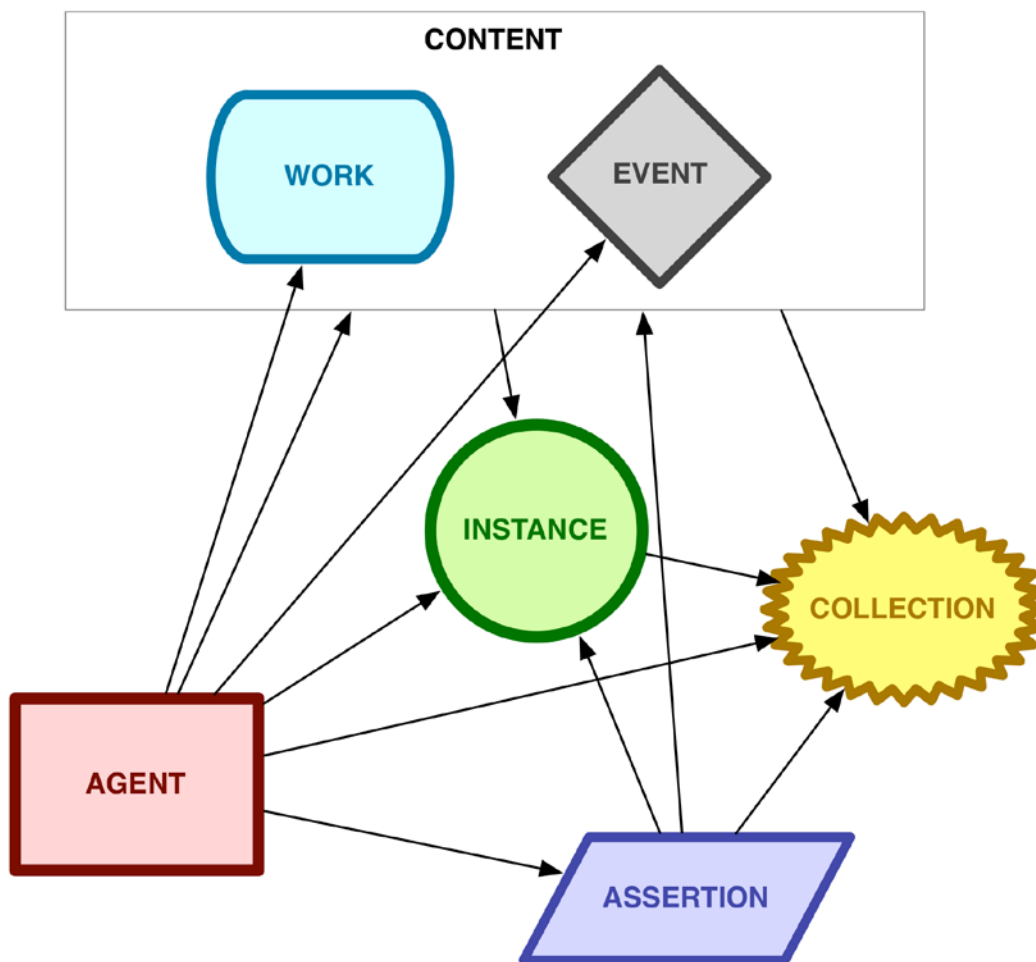 CONTENT
WORK
EVENT
INSTANCE
COLLECTION
AGENT
ASSERTION